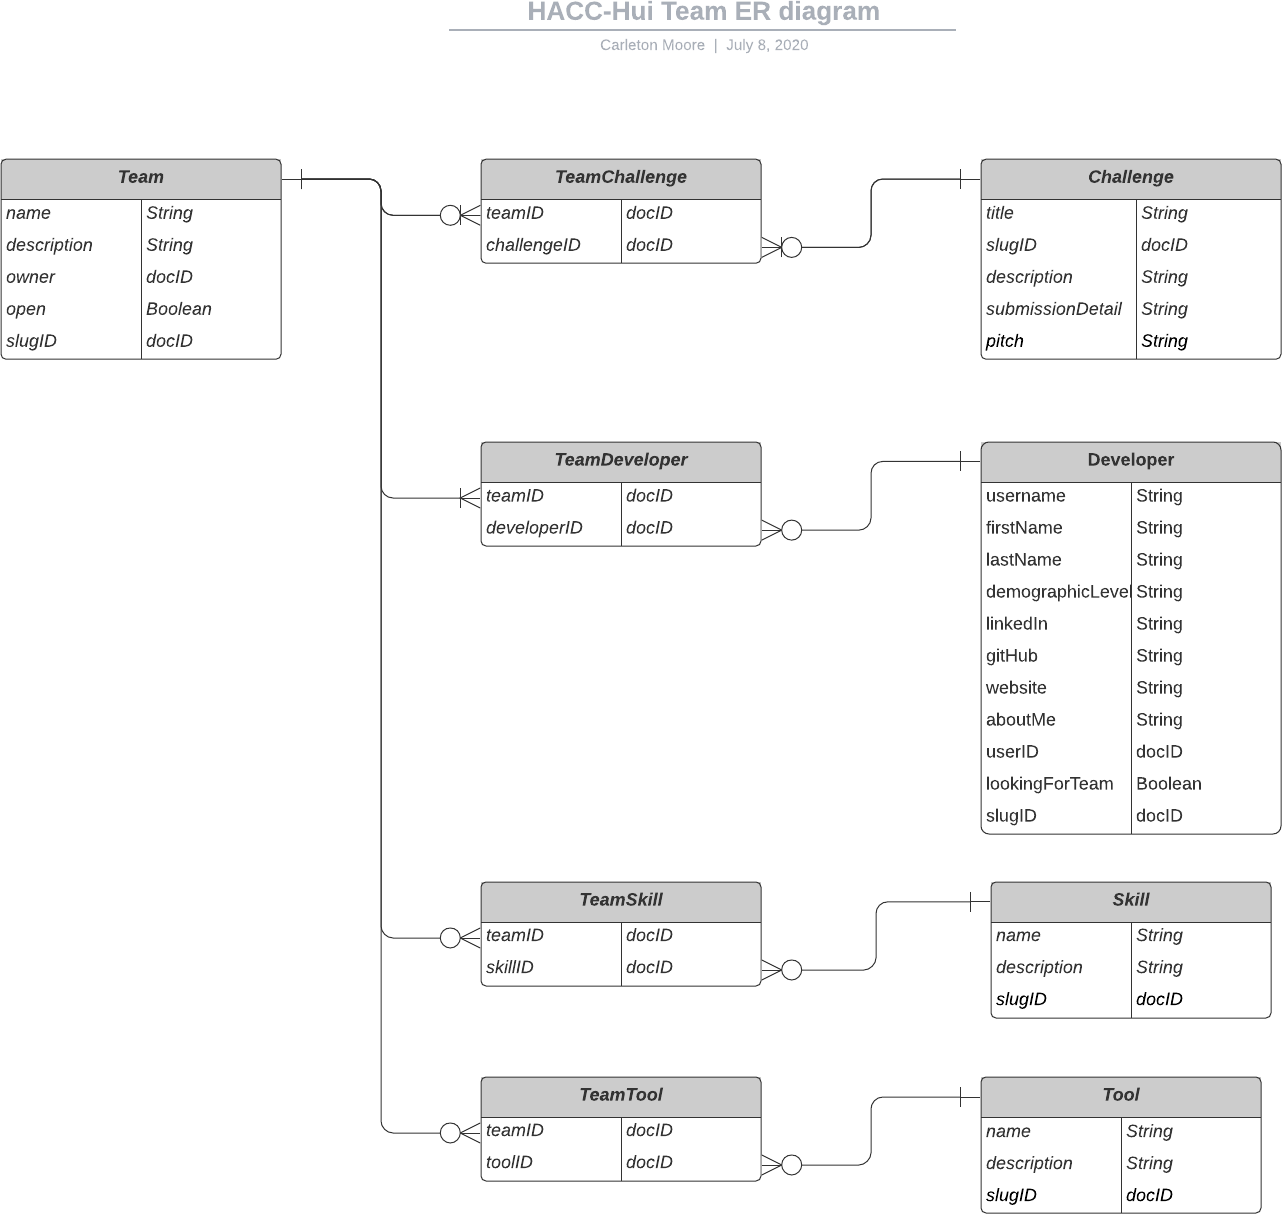 HACC-Hui Team ER diagram
Carleton Moore | July 8, 2020
Team
name String
description String
owner docID
open Boolean
slugID docID
TeamChallenge
teamID docID
challengeID docID
Challenge
title String
slugID docID
description String
submissionDetail String
pitch String
TeamDeveloper
teamID docID
developerID docID
Developer
username String
firstName String
lastName String
demographicLevel String
linkedIn String
gitHub String
website String
aboutMe String
userID docID
lookingForTeam Boolean
slugID docID
TeamSkill
teamID docID
skillID docID
Skill
name String
description String
slugID docID
TeamTool
teamID docID
toolID docID
Tool
name String
description String
slugID docID